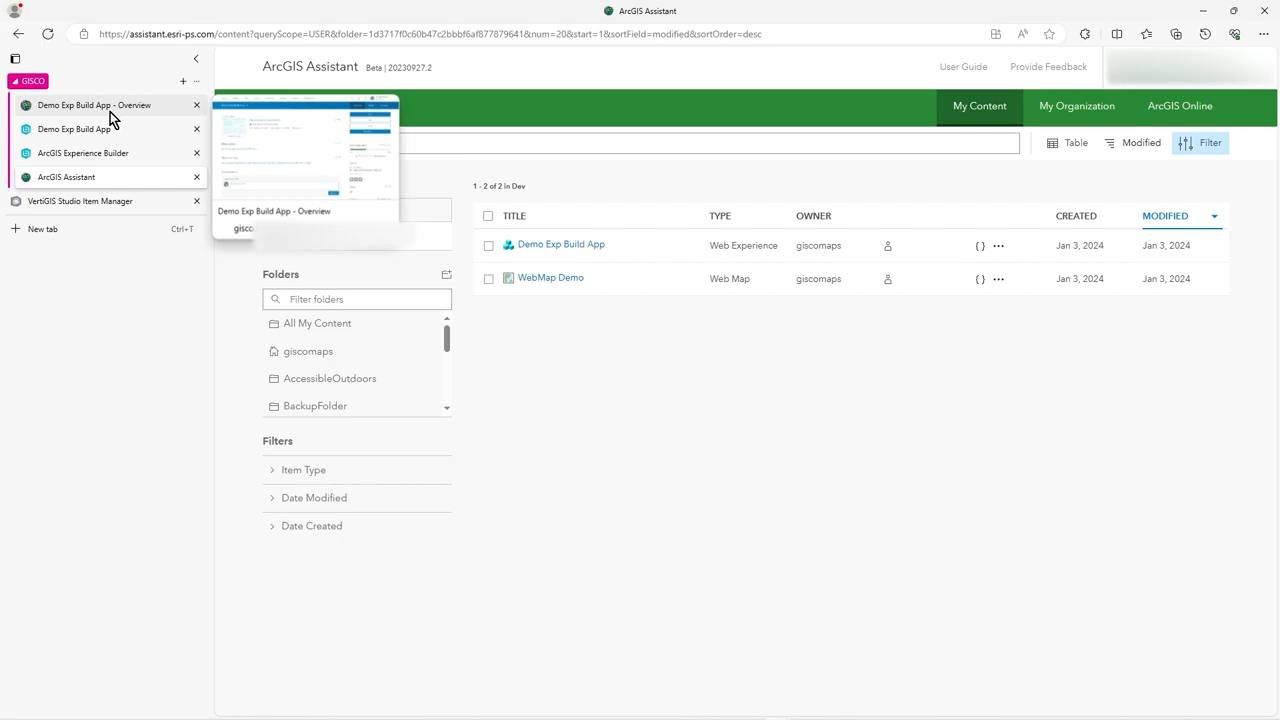 ArcGIS Assistant
https://assistant.esri-ps.com/content?queryScope=USER&folder=1d3717f0c60b47c2bbbf6af877879641&num=20&start=1&sortField=modified&sortOrder=desc
GISCO
Demo Exp Build App - Overview
Demo Exp Build App
ArcGIS Experience Builder
ArcGIS Assistant
VertiGIS Studio Item Manager
New tab
Ctrl+T
Demo Exp Build App - Overview
gisco
ArcGIS Assistant
Beta | 20230927.2
User Guide
Provide Feedback
My Content
My Organization
ArcGIS Online
Tools
Modified
Filter
1 - 2 of 2 in Dev
TITLE TYPE OWNER CREATED MODIFIED
Demo Exp Build App Web Experience giscomaps { } Jan 3, 2024 Jan 3, 2024
WebMap Demo Web Map giscomaps { } Jan 3, 2024 Jan 3, 2024
Folders
Filter folders
All My Content
giscomaps
AccessibleOutdoors
BackupFolder
Filters
Item Type
Date Modified
Date Created